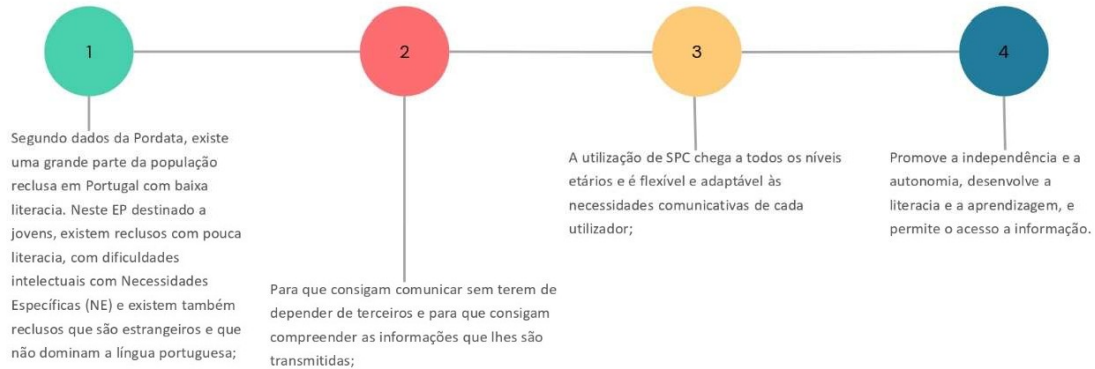 1
Segundo dados da Pordata, existe
uma grande parte da população
reclusa em Portugal com baixa
literacia. Neste EP destinado a
jovens, existem reclusos com pouca
literacia, com dificuldades
intelectuais com Necessidades
Específicas (NE) e existem também
reclusos que são estrangeiros e que
não dominam a língua portuguesa;
2
Para que consigam comunicar sem terem de
depender de terceiros e para que consigam
compreender as informações que lhes são
transmitidas;
3
A utilização de SPC chega a todos os níveis
etários e é flexível e adaptável às
necessidades comunicativas de cada
utilizador;
4
Promove a independência e a
autonomia, desenvolve a
literacia e a aprendizagem, e
permite o acesso a informação.